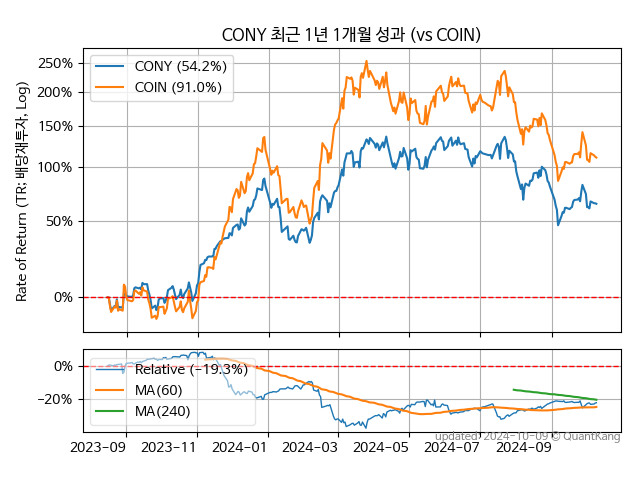 CONY 최근 1년 1개월 성과 (vs COIN)
Rate of Return (TR: 배당재투자, Log)
250%
200%
150%
100%
50%
0%
CONY (54.2%)
COIN (91.0%)
0%
−20%
Relative (−19.3%)
MA(60)
MA(240)
2023−09 2023−11 2024−01 2024−03 2024−05 2024−07 2024−09
updated: 2024−10−09 © QuantKang